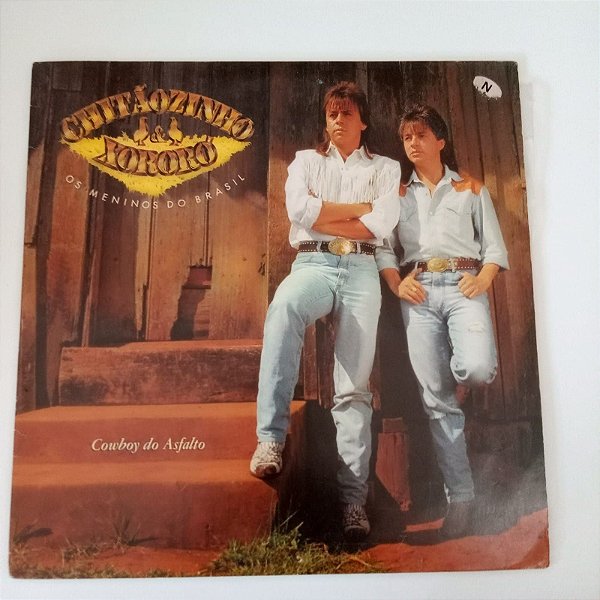 CHITÃOZINHO
&
XORORÓ
OS MENINOS DO BRASIL
N
Cowboy do Asfalto